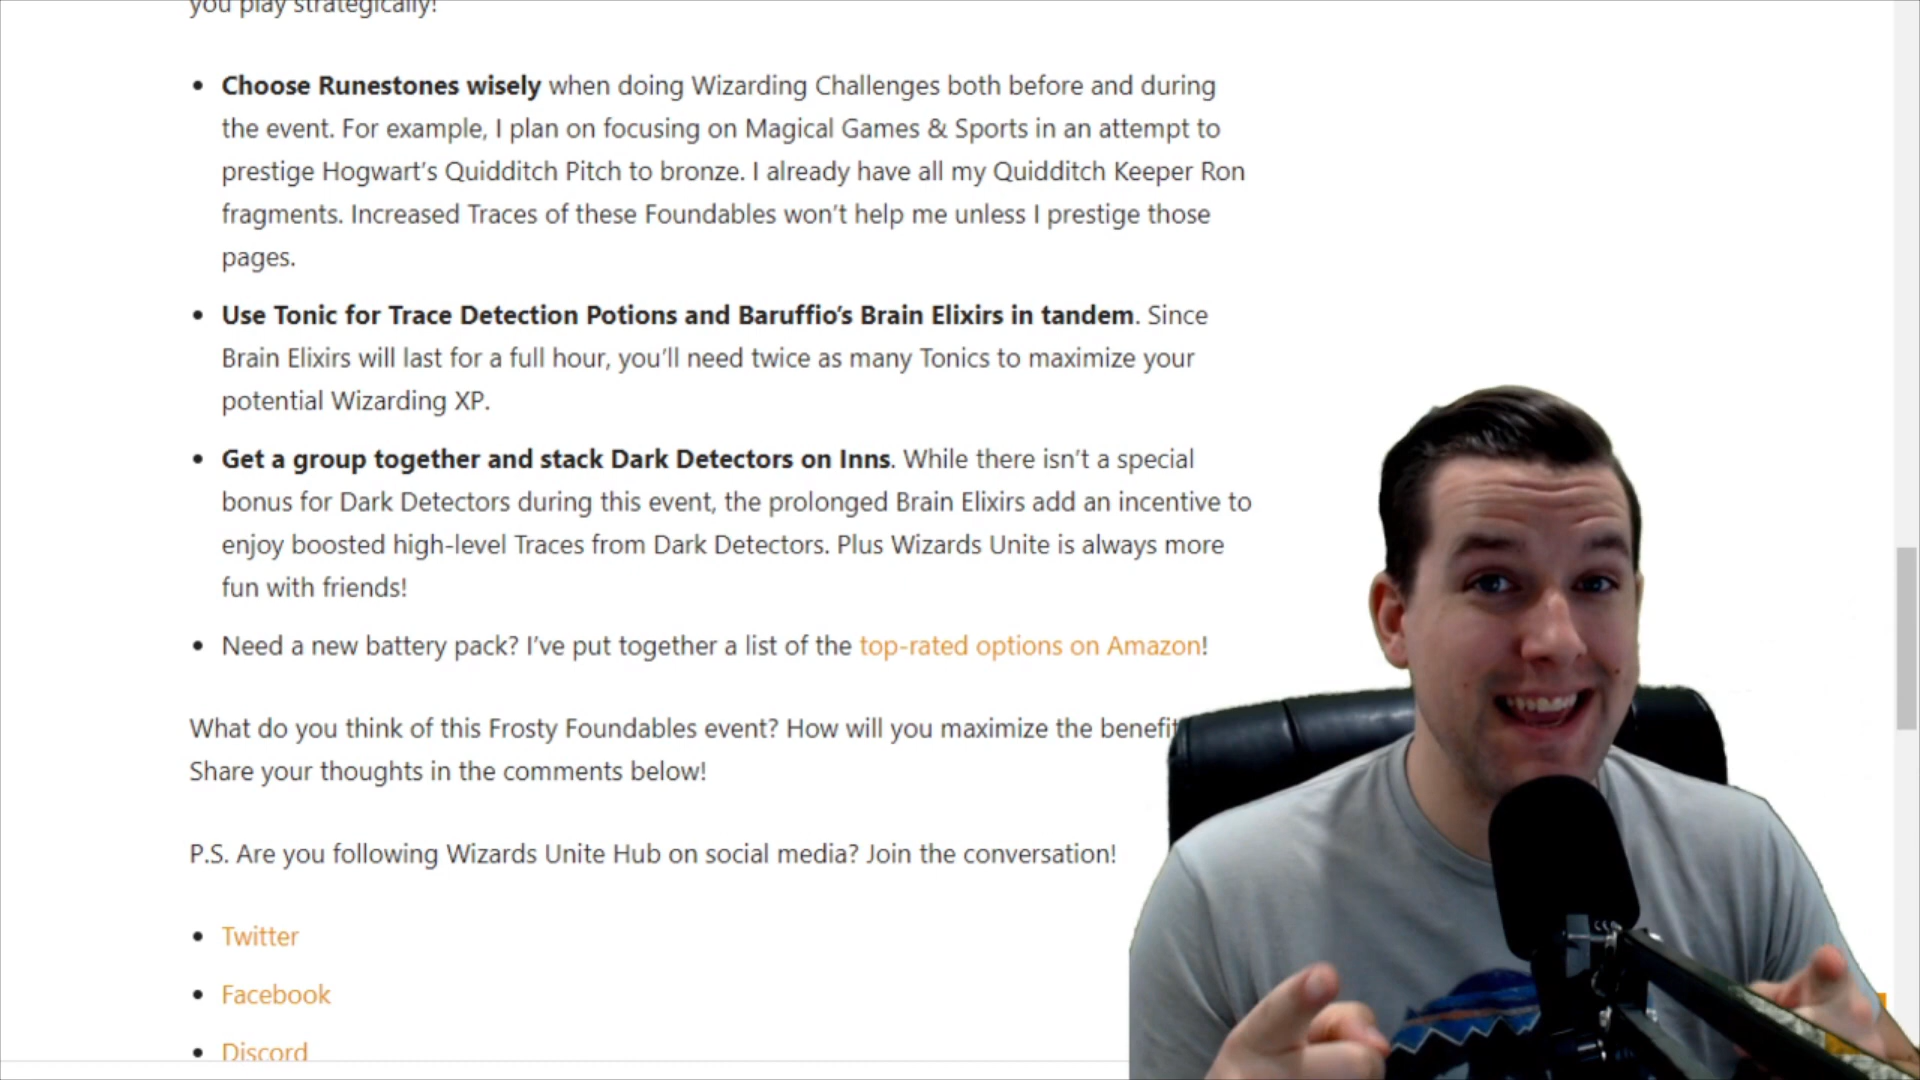 you play strategically!
• Choose Runestones wisely when doing Wizarding Challenges both before and during
the event. For example, I plan on focusing on Magical Games & Sports in an attempt to
prestige Hogwart’s Quidditch Pitch to bronze. I already have all my Quidditch Keeper Ron
fragments. Increased Traces of these Foundables won’t help me unless I prestige those
pages.
• Use Tonic for Trace Detection Potions and Baruffio’s Brain Elixirs in tandem. Since
Brain Elixirs will last for a full hour, you’ll need twice as many Tonics to maximize your
potential Wizarding XP.
• Get a group together and stack Dark Detectors on Inns. While there isn’t a special
bonus for Dark Detectors during this event, the prolonged Brain Elixirs add an incentive to
enjoy boosted high-level Traces from Dark Detectors. Plus Wizards Unite is always more
fun with friends!
• Need a new battery pack? I’ve put together a list of the top-rated options on Amazon!
What do you think of this Frosty Foundables event? How will you maximize the benefit
Share your thoughts in the comments below!
P.S. Are you following Wizards Unite Hub on social media? Join the conversation!
• Twitter
• Facebook
• Discord